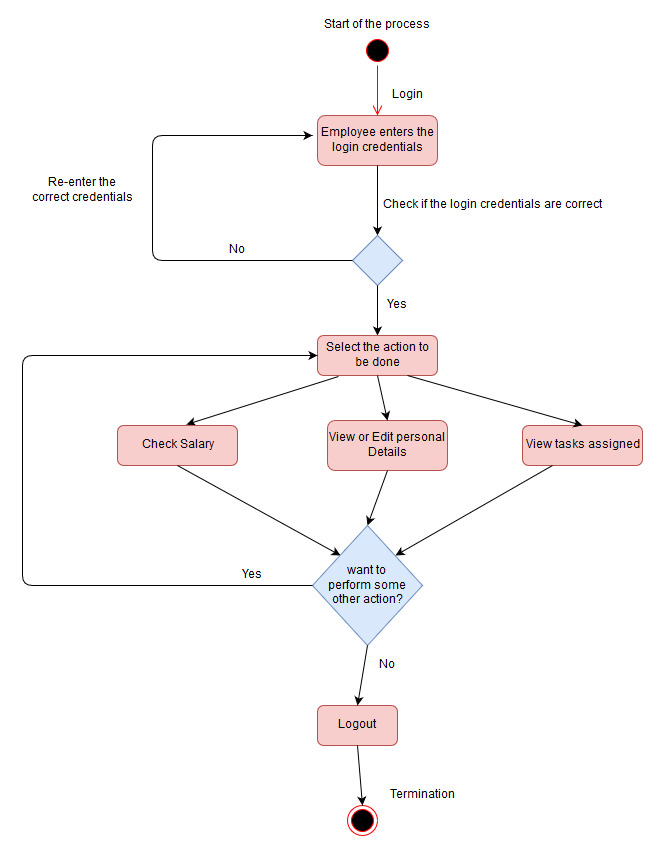 Start of the process
Login
Employee enters the
login credentials
Re-enter the
correct credentials
Check if the login credentials are correct
No
Yes
Select the action to
be done
Check Salary
View or Edit personal
Details
View tasks assigned
Yes
want to
perform some
other action?
No
Logout
Termination